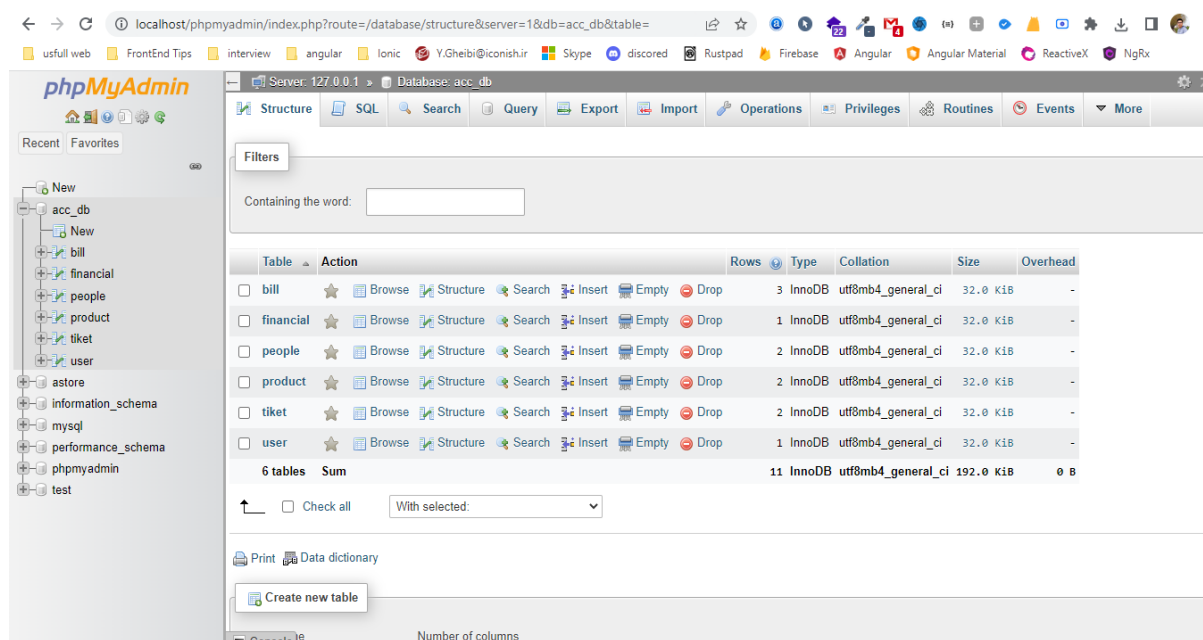 localhost/phpmyadmin/index.php?route=/database/structure&server=1&db=acc_db&table=
22 4
usfull web FrontEnd Tips interview angular Ionic Y.Gheibi@iconish.ir Skype discored Rustpad Firebase Angular Angular Material ReactiveX NgRx
phpMyAdmin
Server: 127.0.0.1 » Database: acc_db
Structure SQL Search Query Export Import Operations Privileges Routines Events More
Recent Favorites
New
acc_db
New
bill
financial
people
product
tiket
user
astore
information_schema
mysql
performance_schema
phpmyadmin
test
Filters
Containing the word:
Table Action Rows Type Collation Size Overhead
bill Browse Structure Search Insert Empty Drop 3 InnoDB utf8mb4_general_ci 32.0 KiB -
financial Browse Structure Search Insert Empty Drop 1 InnoDB utf8mb4_general_ci 32.0 KiB -
people Browse Structure Search Insert Empty Drop 2 InnoDB utf8mb4_general_ci 32.0 KiB -
product Browse Structure Search Insert Empty Drop 2 InnoDB utf8mb4_general_ci 32.0 KiB -
tiket Browse Structure Search Insert Empty Drop 2 InnoDB utf8mb4_general_ci 32.0 KiB -
user Browse Structure Search Insert Empty Drop 1 InnoDB utf8mb4_general_ci 32.0 KiB -
6 tables Sum 11 InnoDB utf8mb4_general_ci 192.0 KiB 0 B
Check all With selected:
Print Data dictionary
Create new table
Console Number of columns